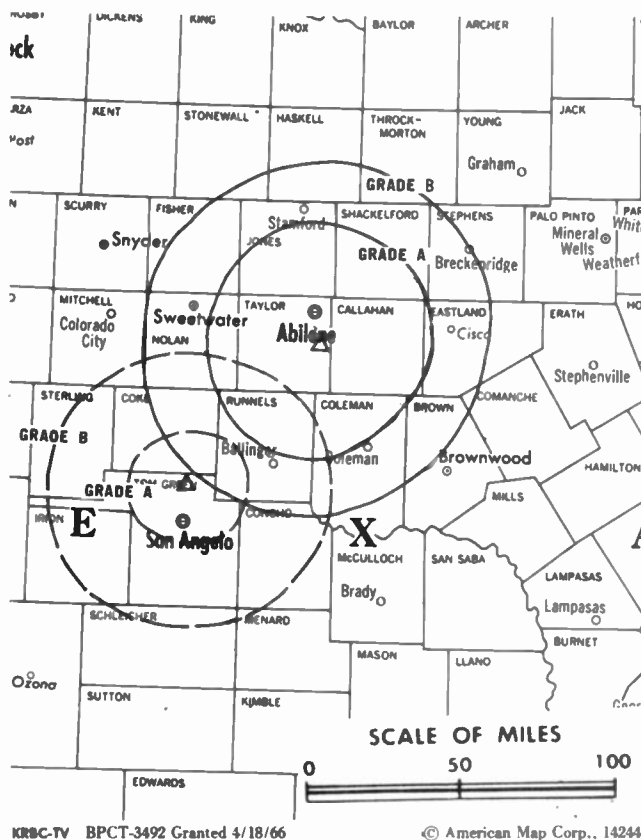 DICKENS
KING
KNOX
BAYLOR
ARCHER
ock
KENT
STONEWALL
HASKELL
THROCK-
MORTON
YOUNG
JACK
Post
Graham
GRADE B
SCURRY
FISHER
Stamford
SHACKELFORD
STEPHENS
PALO PINTO
Snyder
JONES
GRADE A
Breckenridge
Mineral
Wells
MITCHELL
Colorado
City
Sweetwater
NOLAN
TAYLOR
Abilene
CALLAHAN
EASTLAND
Cisco
ERATH
Stephenville
STERLING
COKE
RUNNELS
COLEMAN
BROWN
COMANCHE
GRADE B
Ballinger
Coleman
Brownwood
HAMILTON
GRADE A
TOM GREEN
MILLS
IRION
E
San Angelo
CONCHO
X
McCULLOCH
SAN SABA
Brady
LAMPASAS
Lampasas
SCHLEICHER
MENARD
MASON
LLANO
BURNET
Ozona
SUTTON
KIMBLE
SCALE OF MILES
0 50 100
EDWARDS
KRBC-TV BPCT-3492 Granted 4/18/66
© American Map Corp., 14244